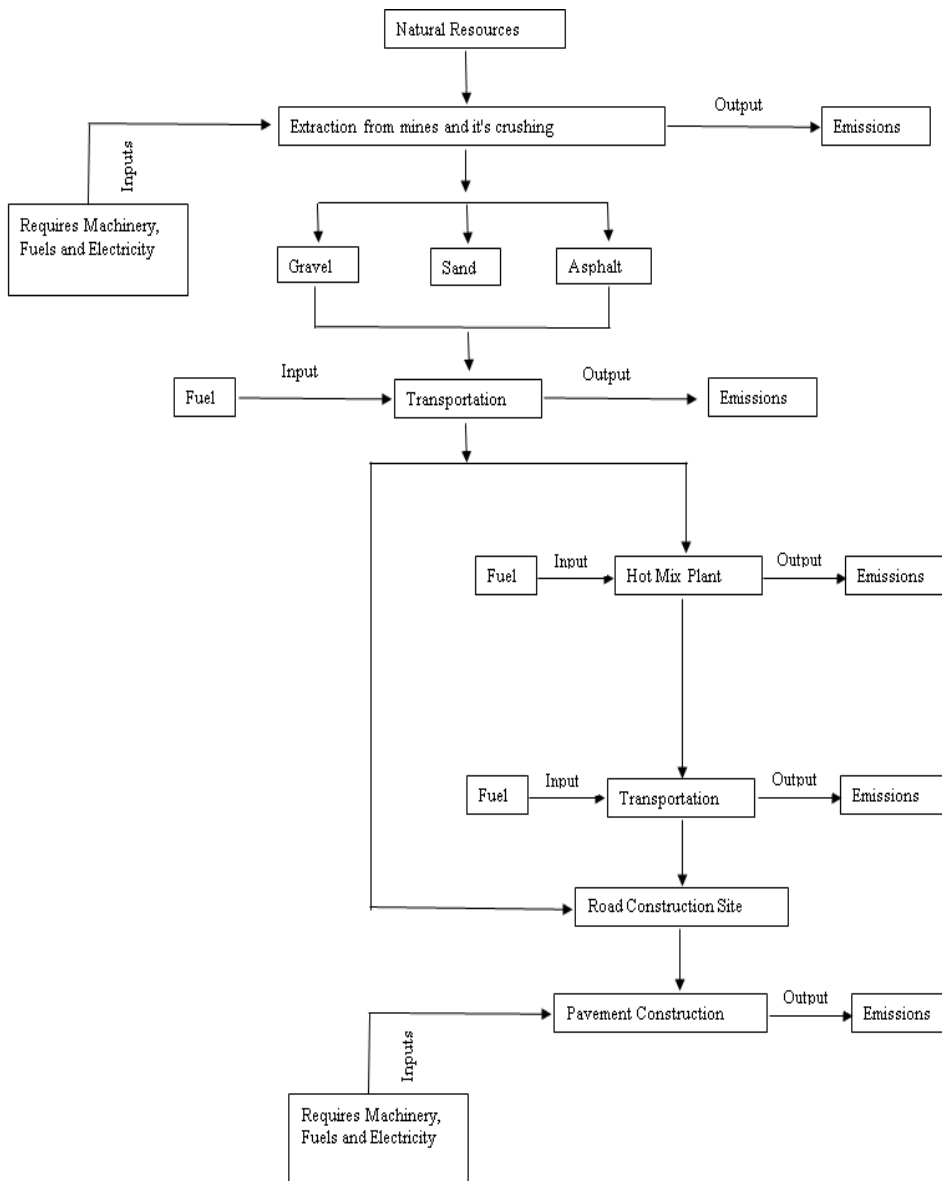 Natural Resources
Output
Extraction from mines and it's crushing
Emissions
Inputs
Requires Machinery,
Fuels and Electricity
Gravel
Sand
Asphalt
Input
Output
Fuel
Transportation
Emissions
Input
Output
Fuel
Hot Mix Plant
Emissions
Input
Output
Fuel
Transportation
Emissions
Road Construction Site
Output
Pavement Construction
Emissions
Inputs
Requires Machinery,
Fuels and Electricity